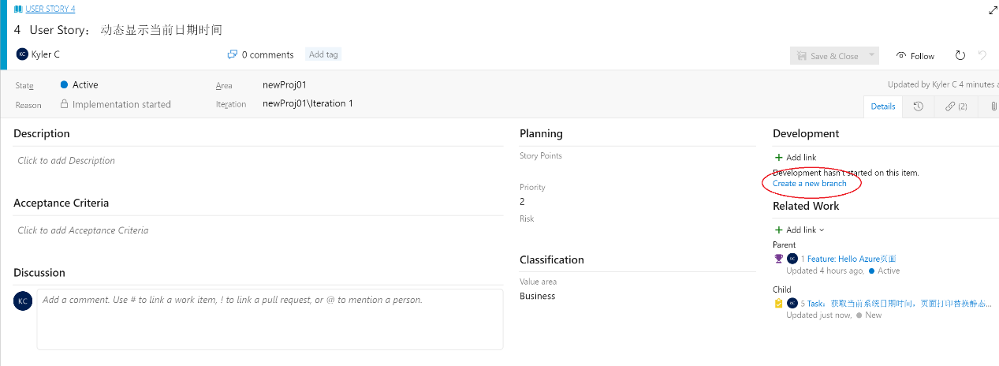 USER STORY 4
4 User Story： 动态显示当前日期时间
KC Kyler C 0 comments Add tag Save & Close Follow
State Active Area newProj01 Updated by Kyler C 4 minutes a
Reason Implementation started Iteration newProj01\Iteration 1
Details (2)
Description
Click to add Description
Acceptance Criteria
Click to add Acceptance Criteria
Discussion
KC Add a comment. Use # to link a work item, ! to link a pull request, or @ to mention a person.
Planning
Story Points
Priority
2
Risk
Classification
Value area
Business
Development
Add link
Development hasn't started on this item.
Create a new branch
Related Work
Add link
Parent
KC 1 Feature: Hello Azure页面
Updated 4 hours ago, Active
Child
KC 5 Task：获取当前系统日期时间，页面打印替换静态...
Updated just now, New